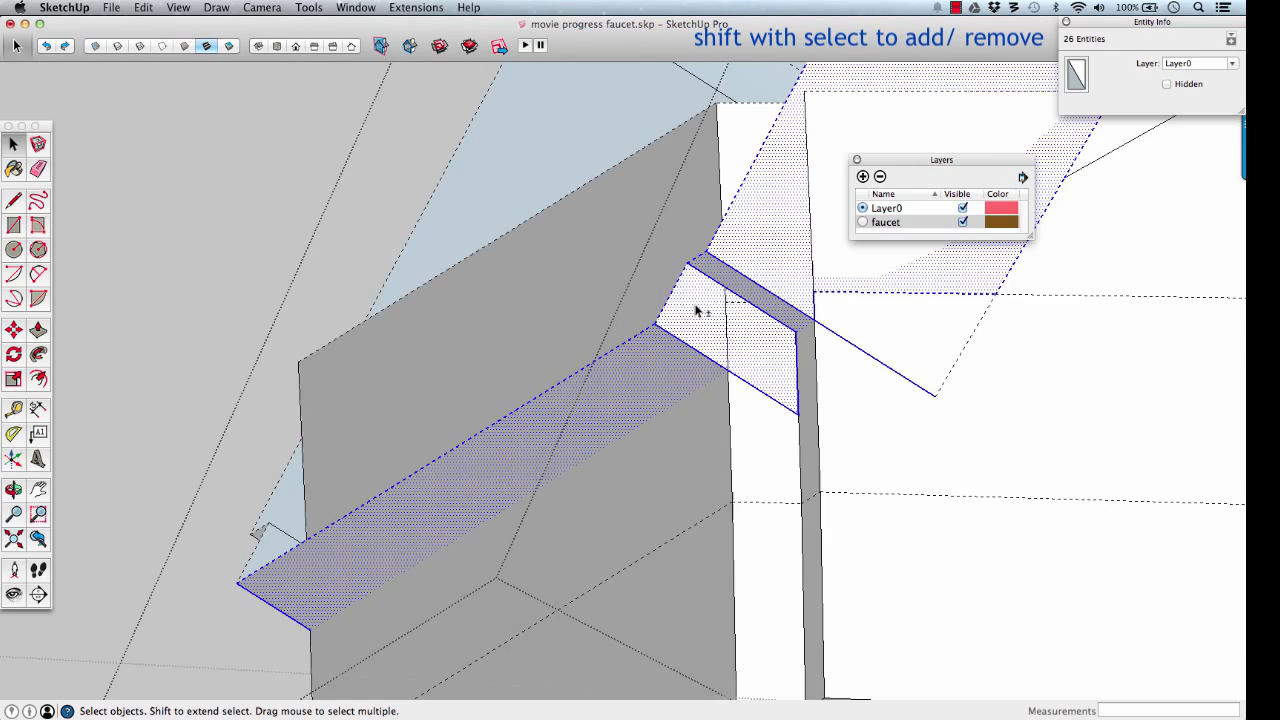 SketchUp File Edit View Draw Camera Tools Window Extensions Help
100%
movie progress faucet.skp - SketchUp Pro
shift with select to add/ remove
Entity Info
26 Entities
Layer: Layer0
Hidden
Layers
Name Visible Color
Layer0
faucet
A1
Select objects. Shift to extend select. Drag mouse to select multiple.
Measurements